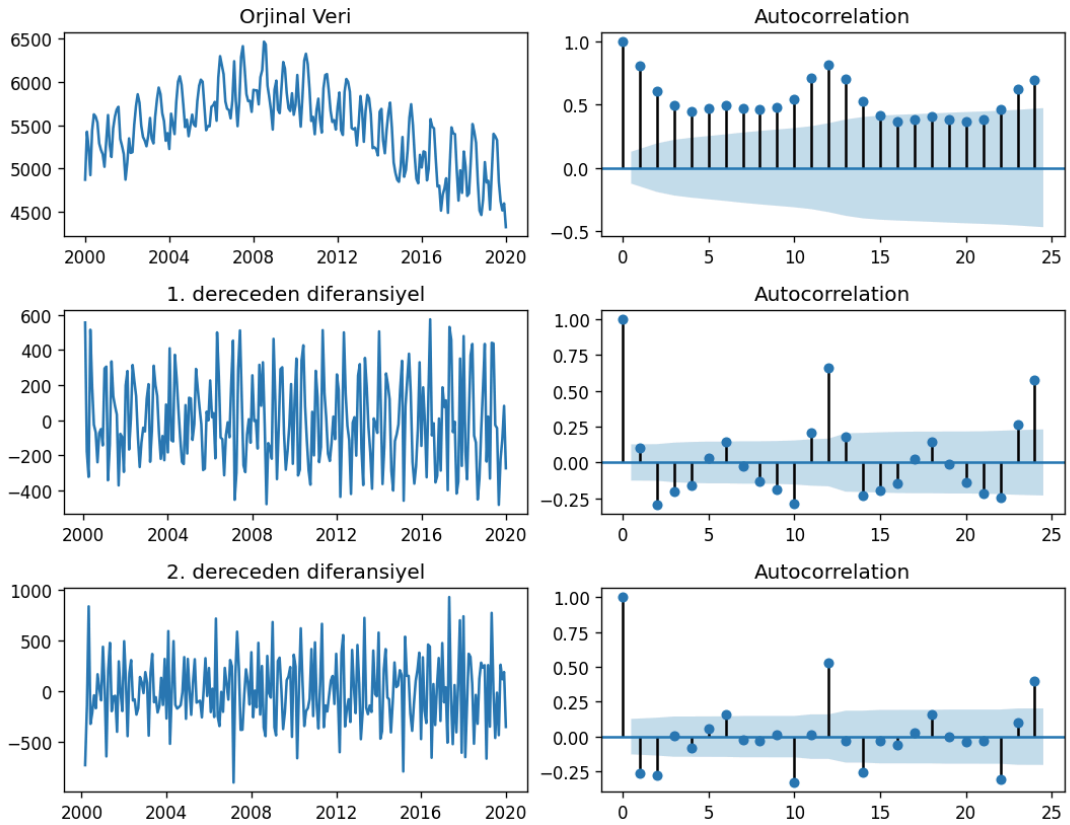 Orjinal Veri
6500
6000
5500
5000
4500
2000 2004 2008 2012 2016 2020
Autocorrelation
1.0
0.5
0.0
−0.5
0 5 10 15 20 25
1. dereceden diferansiyel
600
400
200
0
−200
−400
2000 2004 2008 2012 2016 2020
Autocorrelation
1.00
0.75
0.50
0.25
0.00
−0.25
0 5 10 15 20 25
2. dereceden diferansiyel
1000
500
0
−500
2000 2004 2008 2012 2016 2020
Autocorrelation
1.00
0.75
0.50
0.25
0.00
−0.25
0 5 10 15 20 25